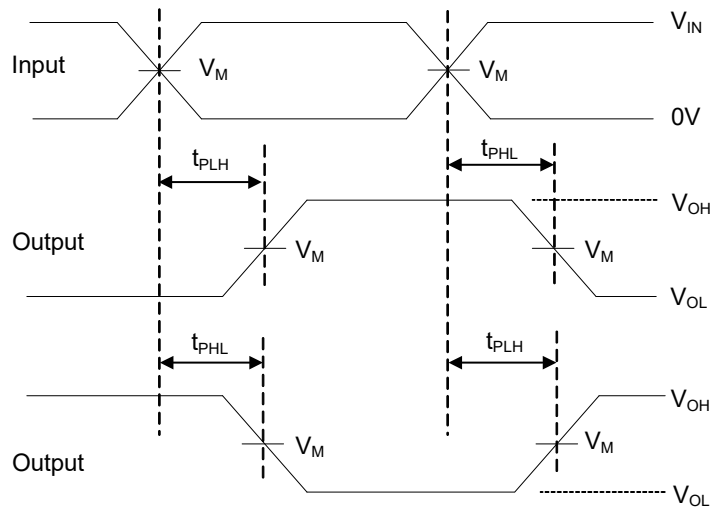 V_IN
Input
V_M
V_M
0V
t_PLH
t_PHL
V_OH
Output
V_M
V_M
V_OL
t_PHL
t_PLH
V_OH
V_M
V_M
Output
V_OL